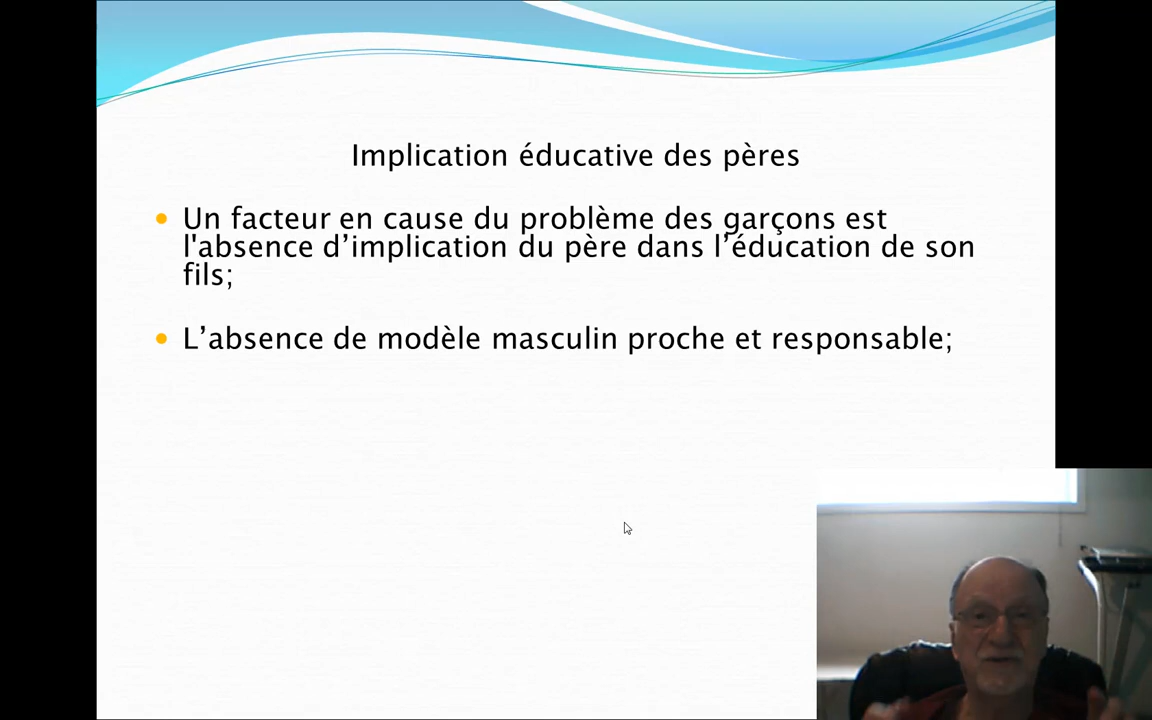 Implication éducative des pères
Un facteur en cause du problème des garçons est
l'absence d’implication du père dans l’éducation de son
fils;
L’absence de modèle masculin proche et responsable;